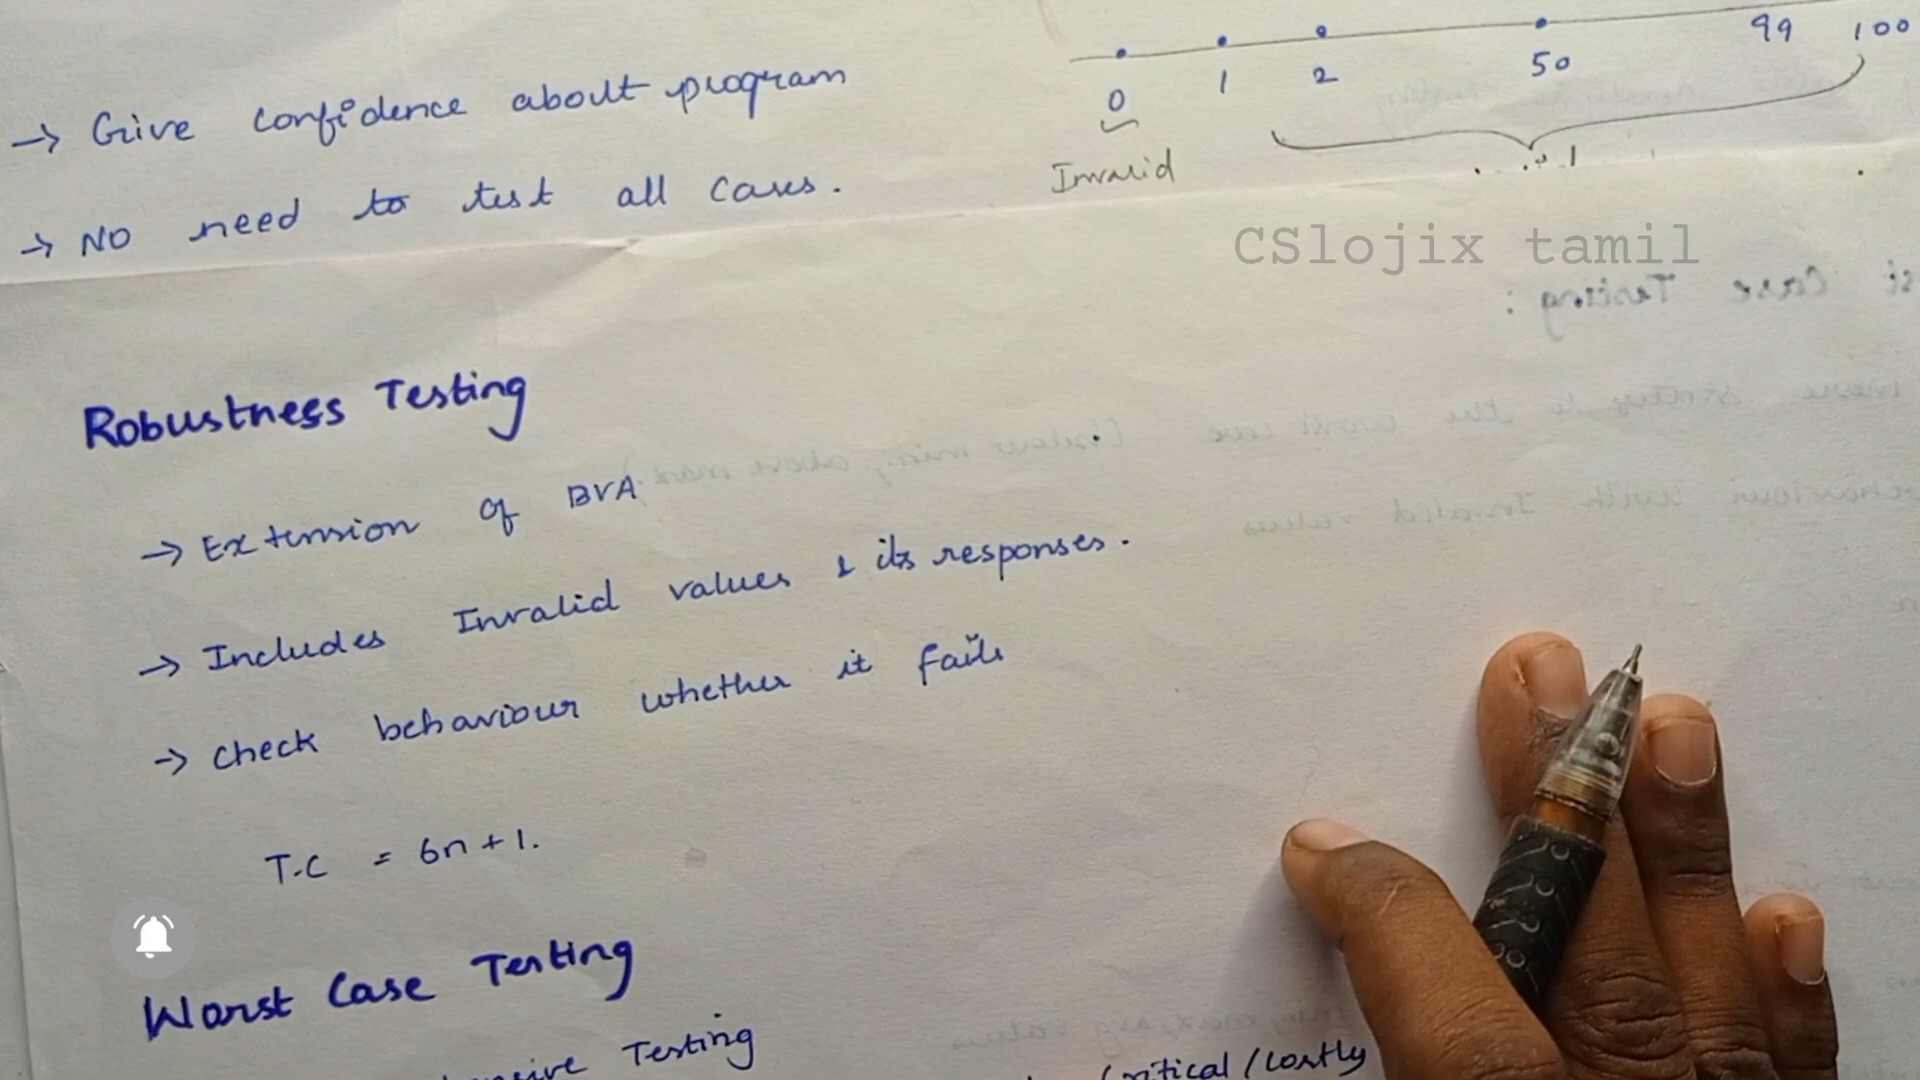 → Give confidence about program
→ NO need to test all cases.
0 1 2 50 99 100
Invalid
CSlojix tamil
Robustness Testing
→ Extension of BVA
→ Includes Invalid values & its responses.
→ check behaviour whether it fails
T.C = 6n + 1.
Worst Case Testing
Testing
Critical / Costly